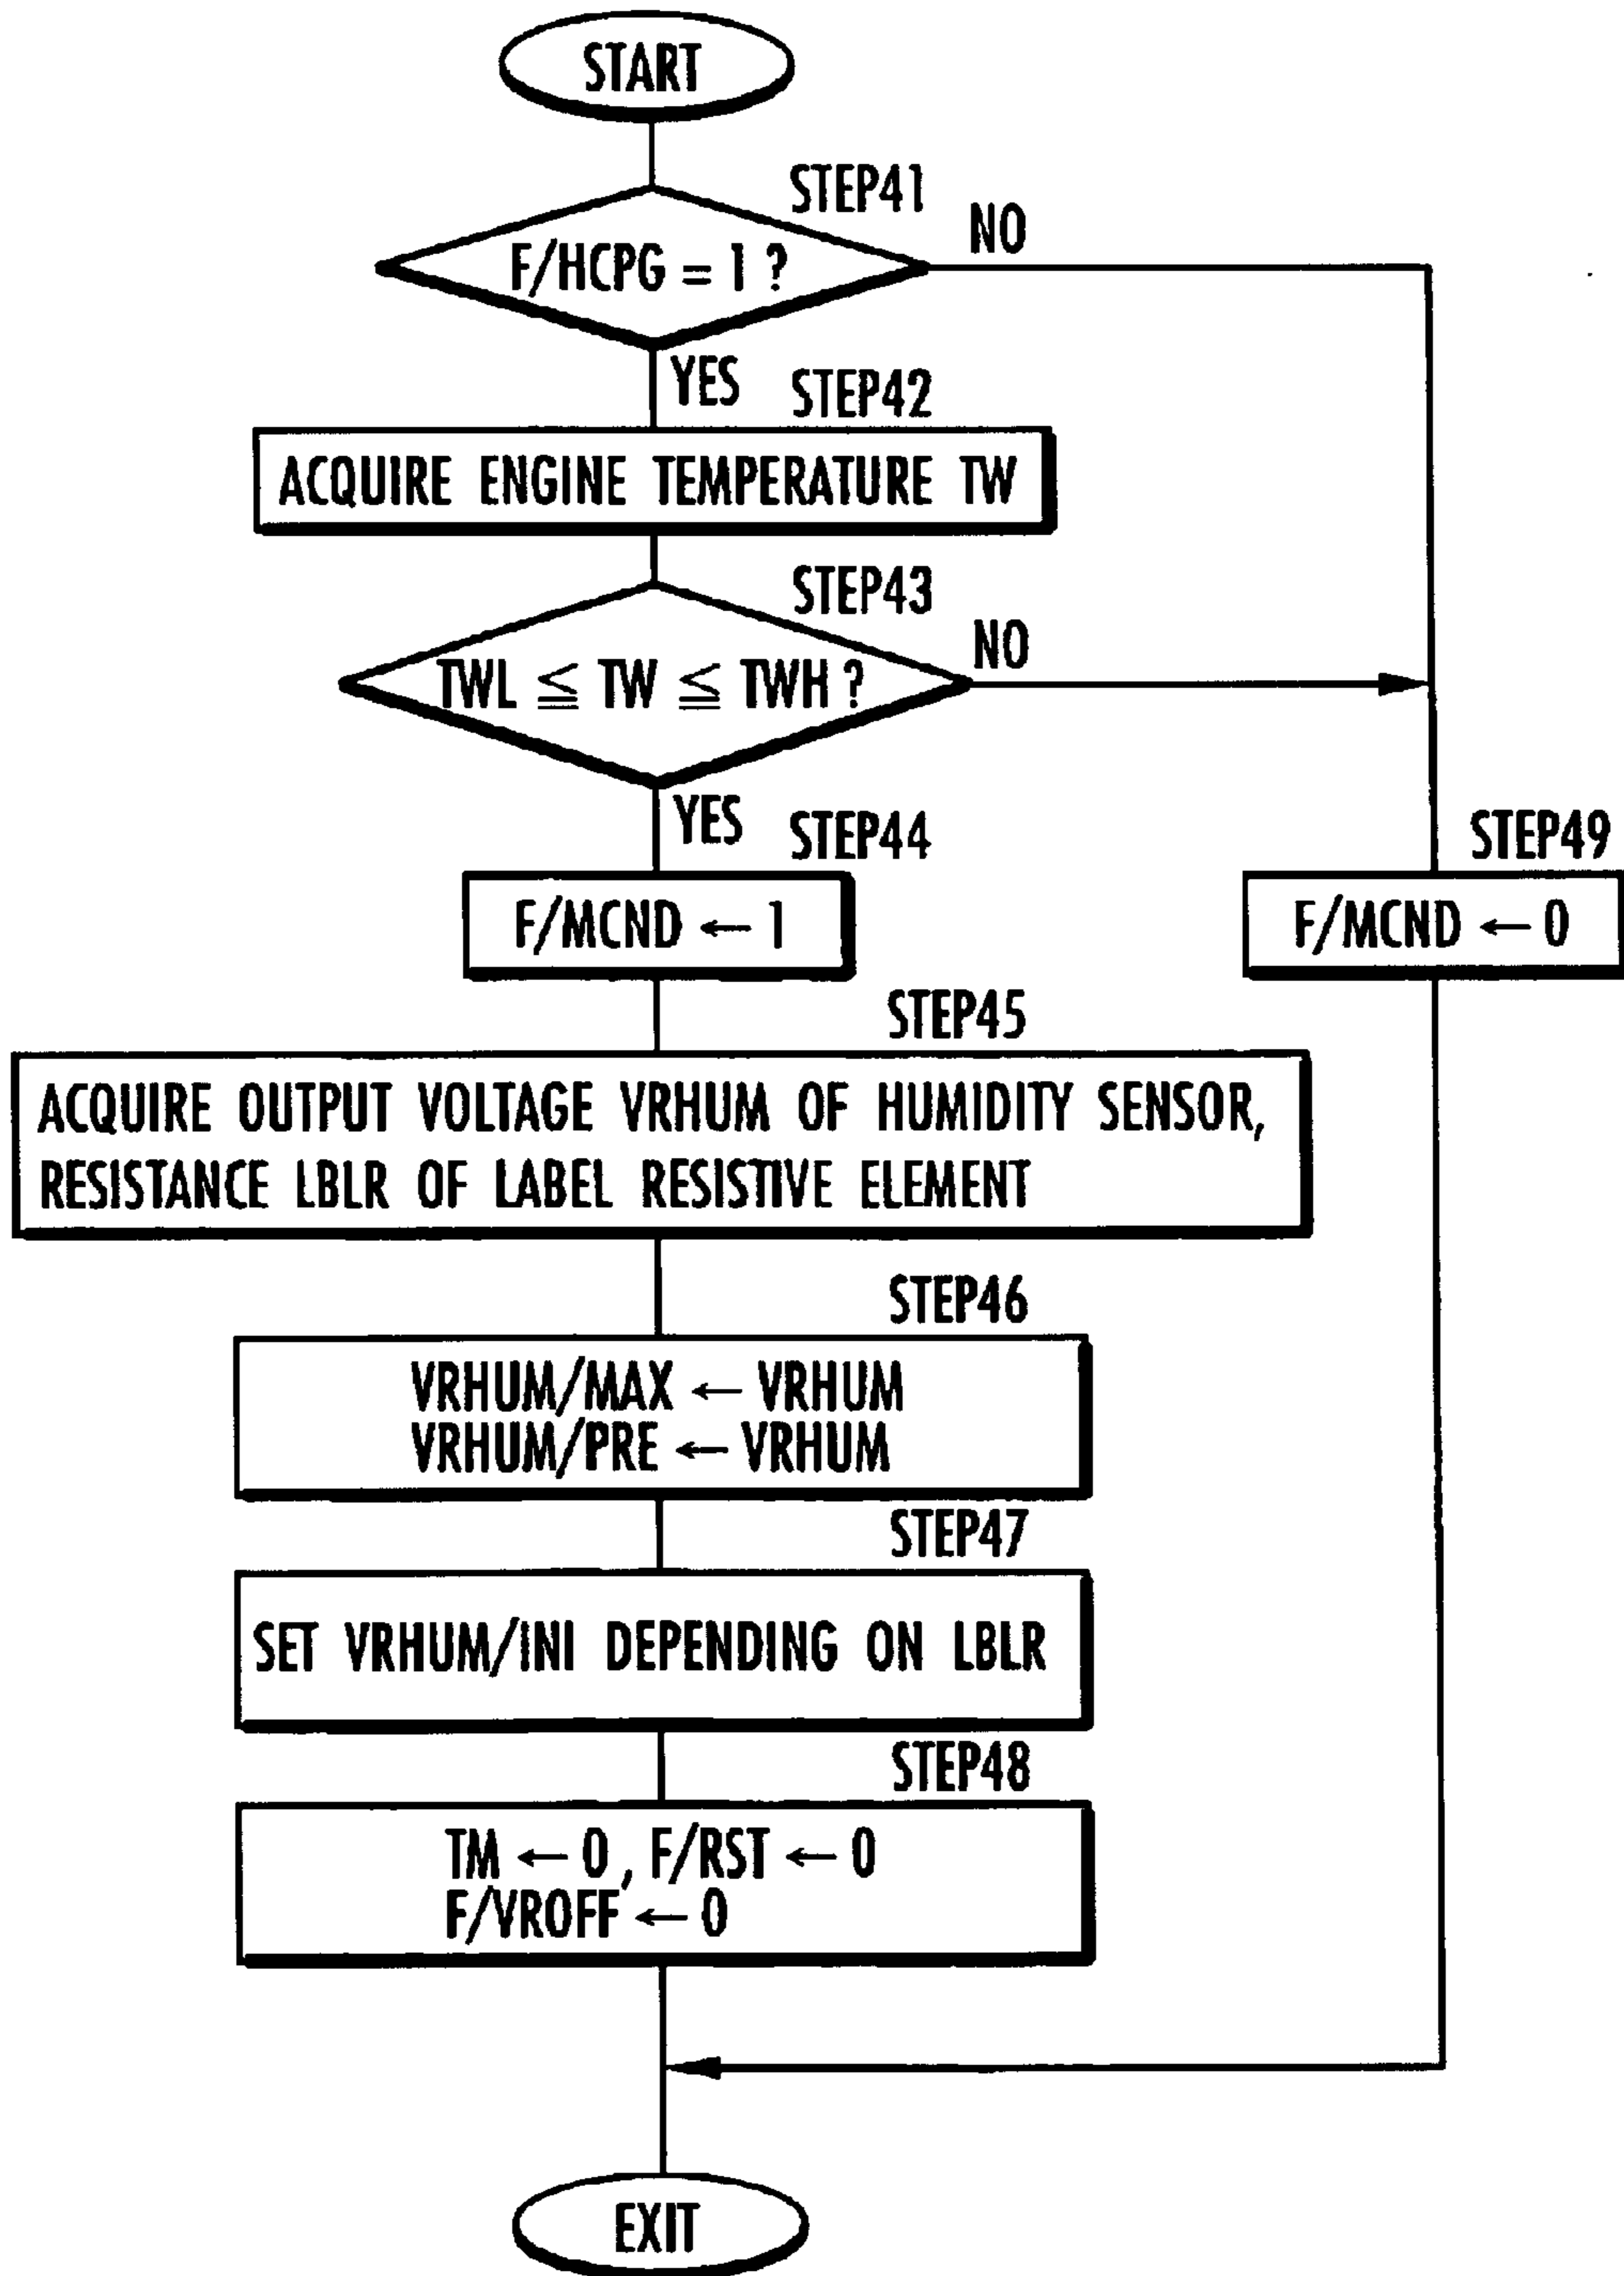 START
STEP41
F/HCPG = 1 ?
NO
YES
STEP42
ACQUIRE ENGINE TEMPERATURE TW
STEP43
TWL ≦ TW ≦ TWH ?
NO
YES
STEP44
F/MCND ← 1
STEP49
F/MCND ← 0
STEP45
ACQUIRE OUTPUT VOLTAGE VRHUM OF HUMIDITY SENSOR,
RESISTANCE LBLR OF LABEL RESISTIVE ELEMENT
STEP46
VRHUM/MAX ← VRHUM
VRHUM/PRE ← VRHUM
STEP47
SET VRHUM/INI DEPENDING ON LBLR
STEP48
TM ← 0, F/RST ← 0
F/VROFF ← 0
EXIT